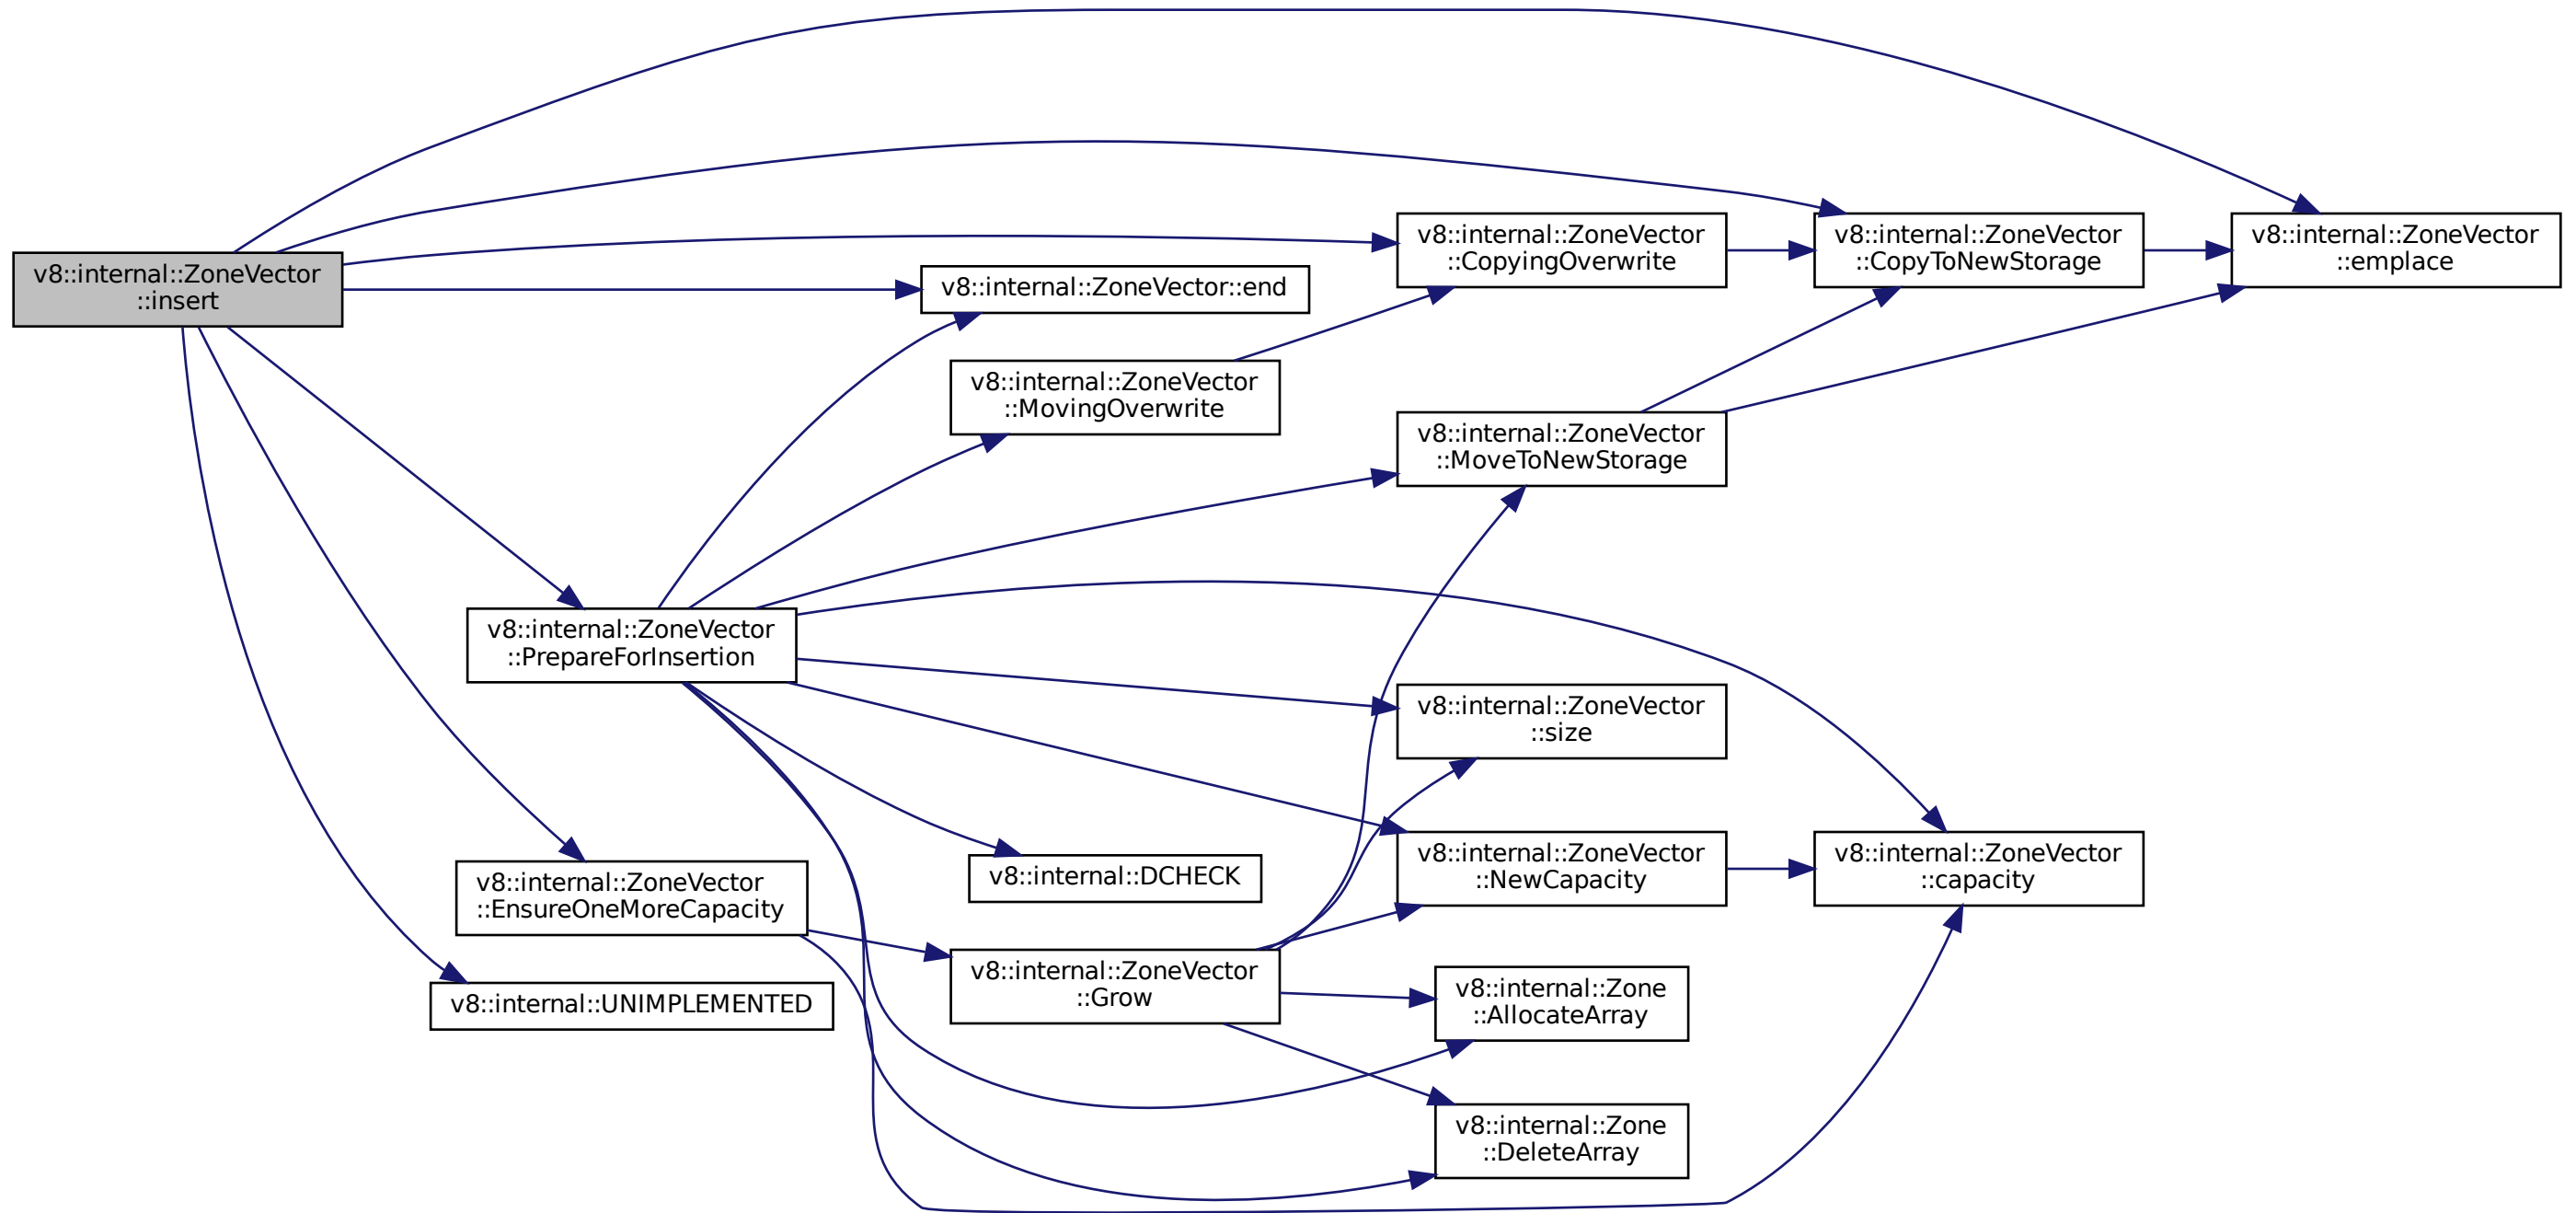 v8::internal::ZoneVector
::insert
v8::internal::ZoneVector::end
v8::internal::ZoneVector
::CopyingOverwrite
v8::internal::ZoneVector
::CopyToNewStorage
v8::internal::ZoneVector
::emplace
v8::internal::ZoneVector
::MovingOverwrite
v8::internal::ZoneVector
::MoveToNewStorage
v8::internal::ZoneVector
::PrepareForInsertion
v8::internal::ZoneVector
::size
v8::internal::DCHECK
v8::internal::ZoneVector
::NewCapacity
v8::internal::ZoneVector
::capacity
v8::internal::ZoneVector
::EnsureOneMoreCapacity
v8::internal::UNIMPLEMENTED
v8::internal::ZoneVector
::Grow
v8::internal::Zone
::AllocateArray
v8::internal::Zone
::DeleteArray